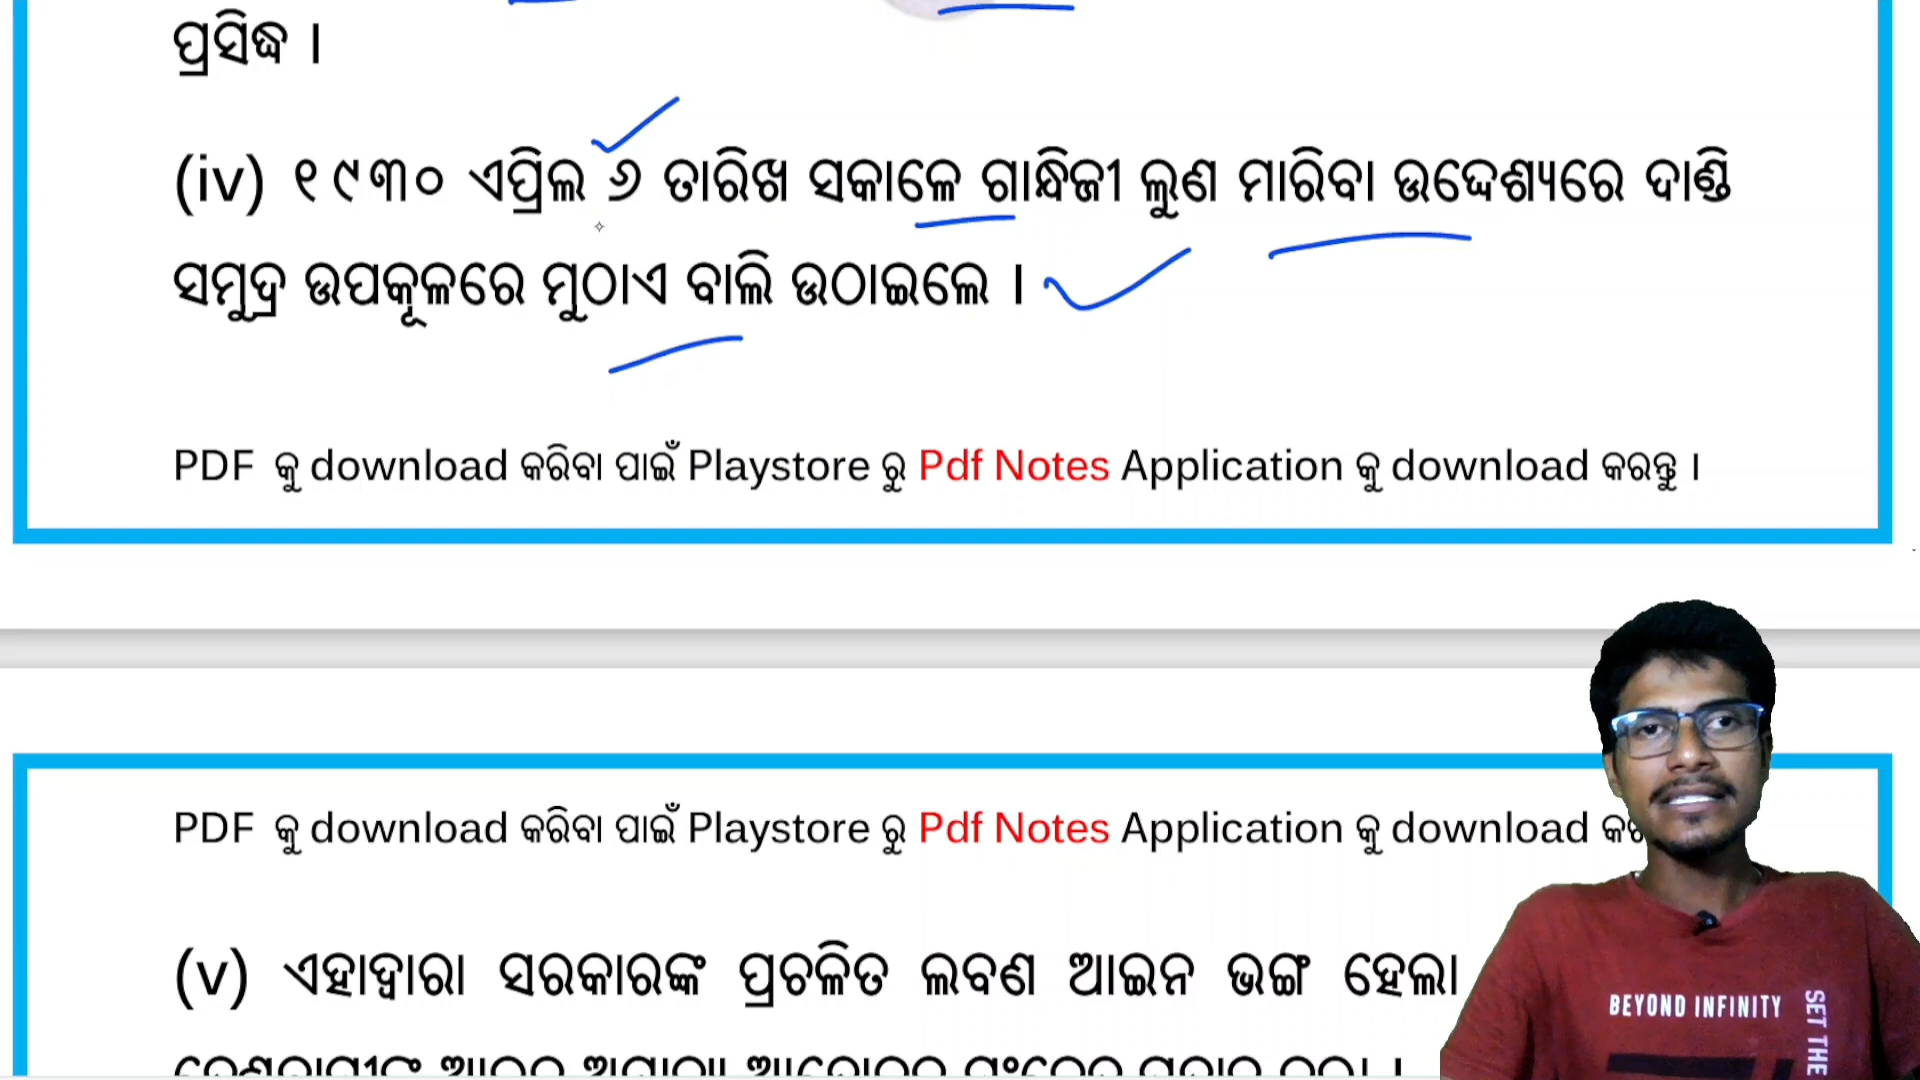 ପ୍ରସିଦ୍ଧ ।
(iv) ୧୯୩୦ ଏପ୍ରିଲ ୬ ତାରିଖ ସକାଳେ ଗାନ୍ଧିଜୀ ଲୁଣ ମାରିବା ଉଦ୍ଦେଶ୍ୟରେ ଦାଣ୍ଡି
ସମୁଦ୍ର ଉପକୂଳରେ ମୁଠାଏ ବାଲି ଉଠାଇଲେ ।
PDF କୁ download କରିବା ପାଇଁ Playstore ରୁ Pdf Notes Application କୁ download କରନ୍ତୁ ।
PDF କୁ download କରିବା ପାଇଁ Playstore ରୁ Pdf Notes Application କୁ download
(v) ଏହାଦ୍ଵାରା ସରକାରଙ୍କ ପ୍ରଚଳିତ ଲବଣ ଆଇନ ଭଙ୍ଗ ହେଲା
BEYOND INFINITY
SET THE